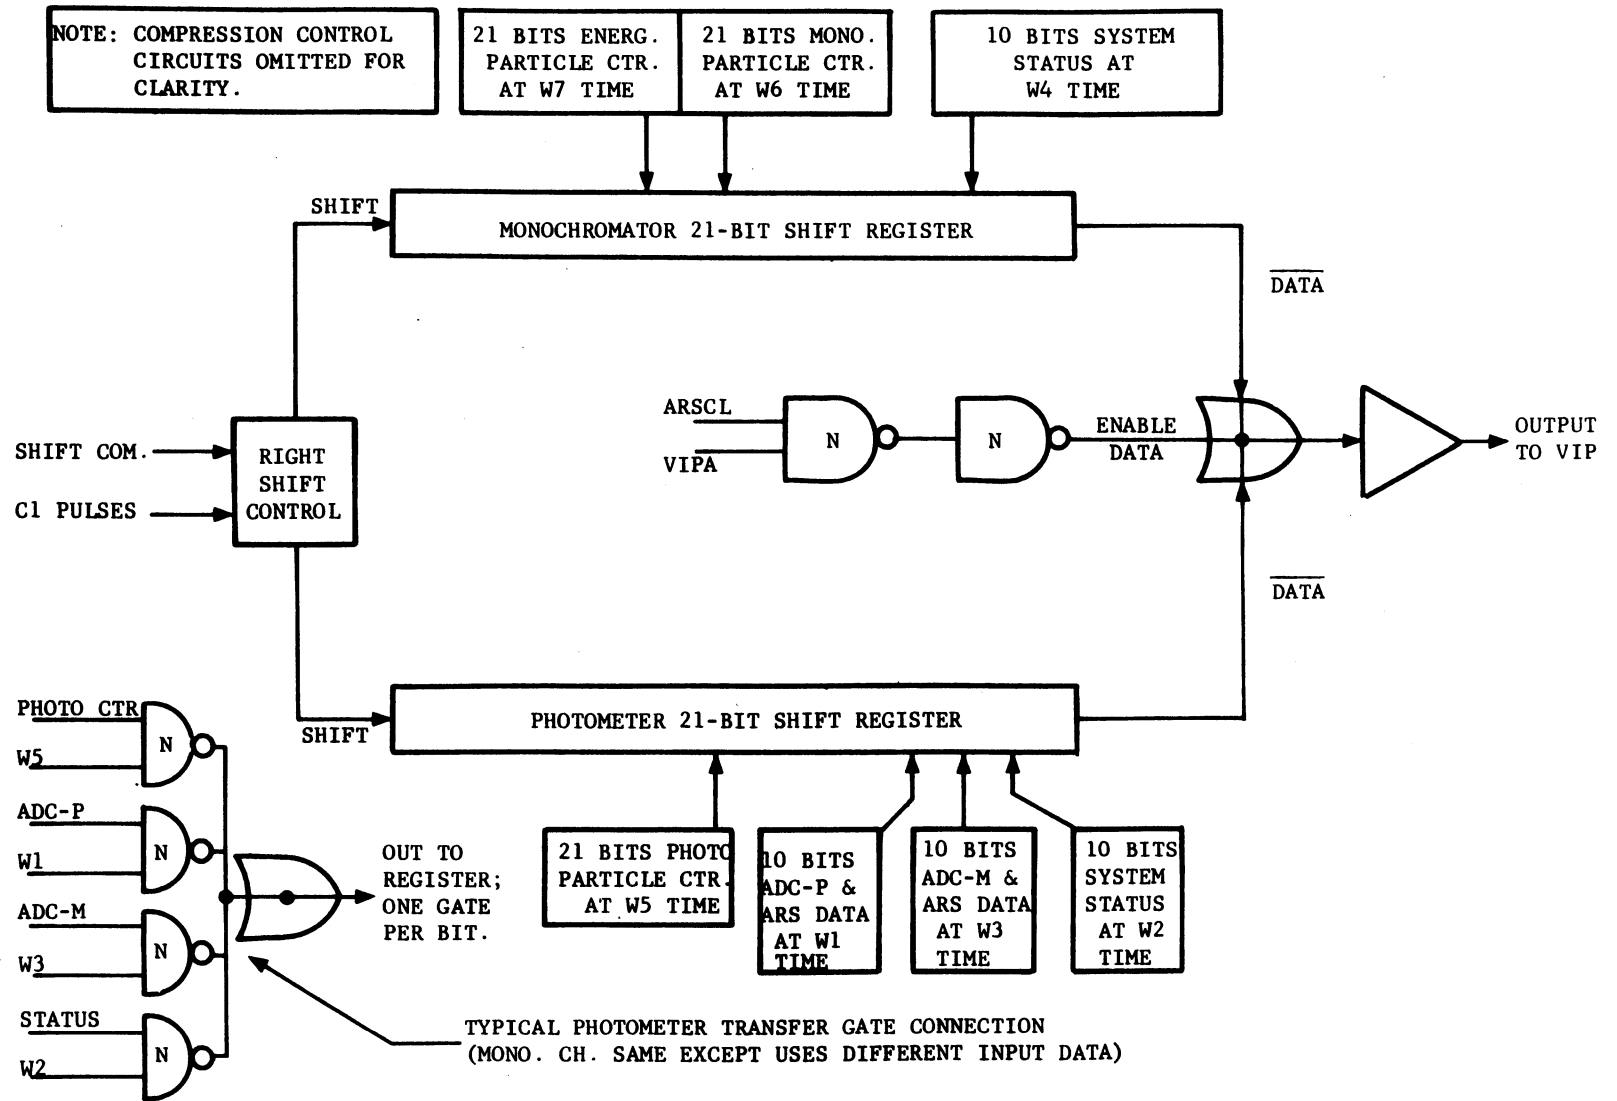 NOTE: COMPRESSION CONTROL
CIRCUITS OMITTED FOR
CLARITY.
21 BITS ENERG.
PARTICLE CTR.
AT W7 TIME
21 BITS MONO.
PARTICLE CTR.
AT W6 TIME
10 BITS SYSTEM
STATUS AT
W4 TIME
SHIFT
MONOCHROMATOR 21-BIT SHIFT REGISTER
DATA
SHIFT COM.
C1 PULSES
RIGHT
SHIFT
CONTROL
ARSCL
VIPA
N
N
ENABLE
DATA
OUTPUT
TO VIP
DATA
SHIFT
PHOTOMETER 21-BIT SHIFT REGISTER
PHOTO CTR
W5
N
ADC-P
W1
N
ADC-M
W3
N
STATUS
W2
N
OUT TO
REGISTER;
ONE GATE
PER BIT.
21 BITS PHOTO
PARTICLE CTR.
AT W5 TIME
10 BITS
ADC-P &
ARS DATA
AT W1
TIME
10 BITS
ADC-M &
ARS DATA
AT W3
TIME
10 BITS
SYSTEM
STATUS
AT W2
TIME
TYPICAL PHOTOMETER TRANSFER GATE CONNECTION
(MONO. CH. SAME EXCEPT USES DIFFERENT INPUT DATA)